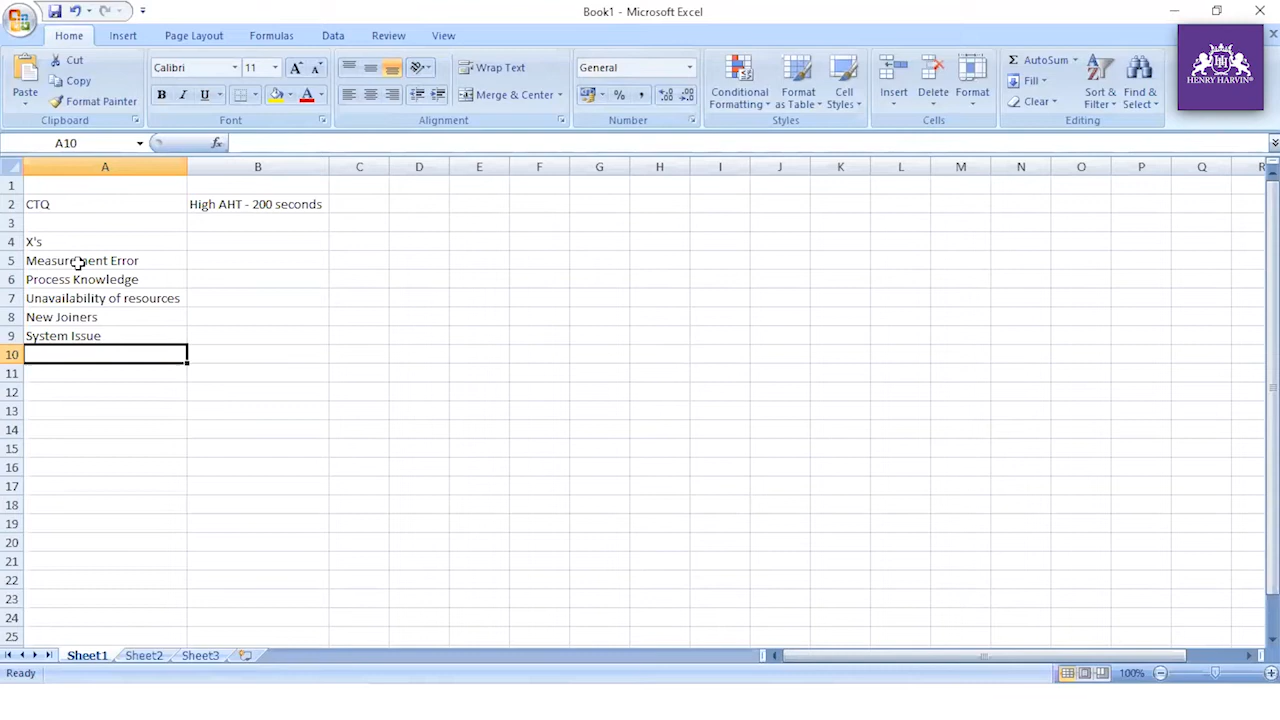 Book1 - Microsoft Excel
Home Insert Page Layout Formulas Data Review View
Paste Cut Copy Format Painter Clipboard
Calibri 11 A A B I U A Font
Wrap Text Merge & Center Alignment
General % , .0 .00 .00 .0 Number
Conditional Formatting Format as Table Cell Styles Styles
Insert Delete Format Cells
Σ AutoSum Fill Clear Sort & Filter Find & Select Editing
HENRY HARVIN®
A10 fx
A B C D E F G H I J K L M N O P Q R
1
2 CTQ High AHT - 200 seconds
3
4 X's
5 Measurement Error
6 Process Knowledge
7 Unavailability of resources
8 New Joiners
9 System Issue
10
11
12
13
14
15
16
17
18
19
20
21
22
23
24
25
Sheet1 Sheet2 Sheet3
Ready 100%